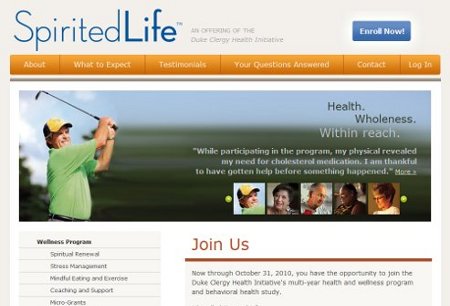 SpiritedLife™
AN OFFERING OF THE
Duke Clergy Health Initiative
Enroll Now!
About What to Expect Testimonials Your Questions Answered Contact Log In
Health.
Wholeness.
Within reach.
"While participating in the program, my physical revealed
my need for cholesterol medication. I am thankful
to have gotten help before something happened." More »
Wellness Program
Spiritual Renewal
Stress Management
Mindful Eating and Exercise
Coaching and Support
Micro-Grants
Join Us
Now through October 31, 2010, you have the opportunity to join the
Duke Clergy Health Initiative's multi-year health and wellness program
and behavioral health study.